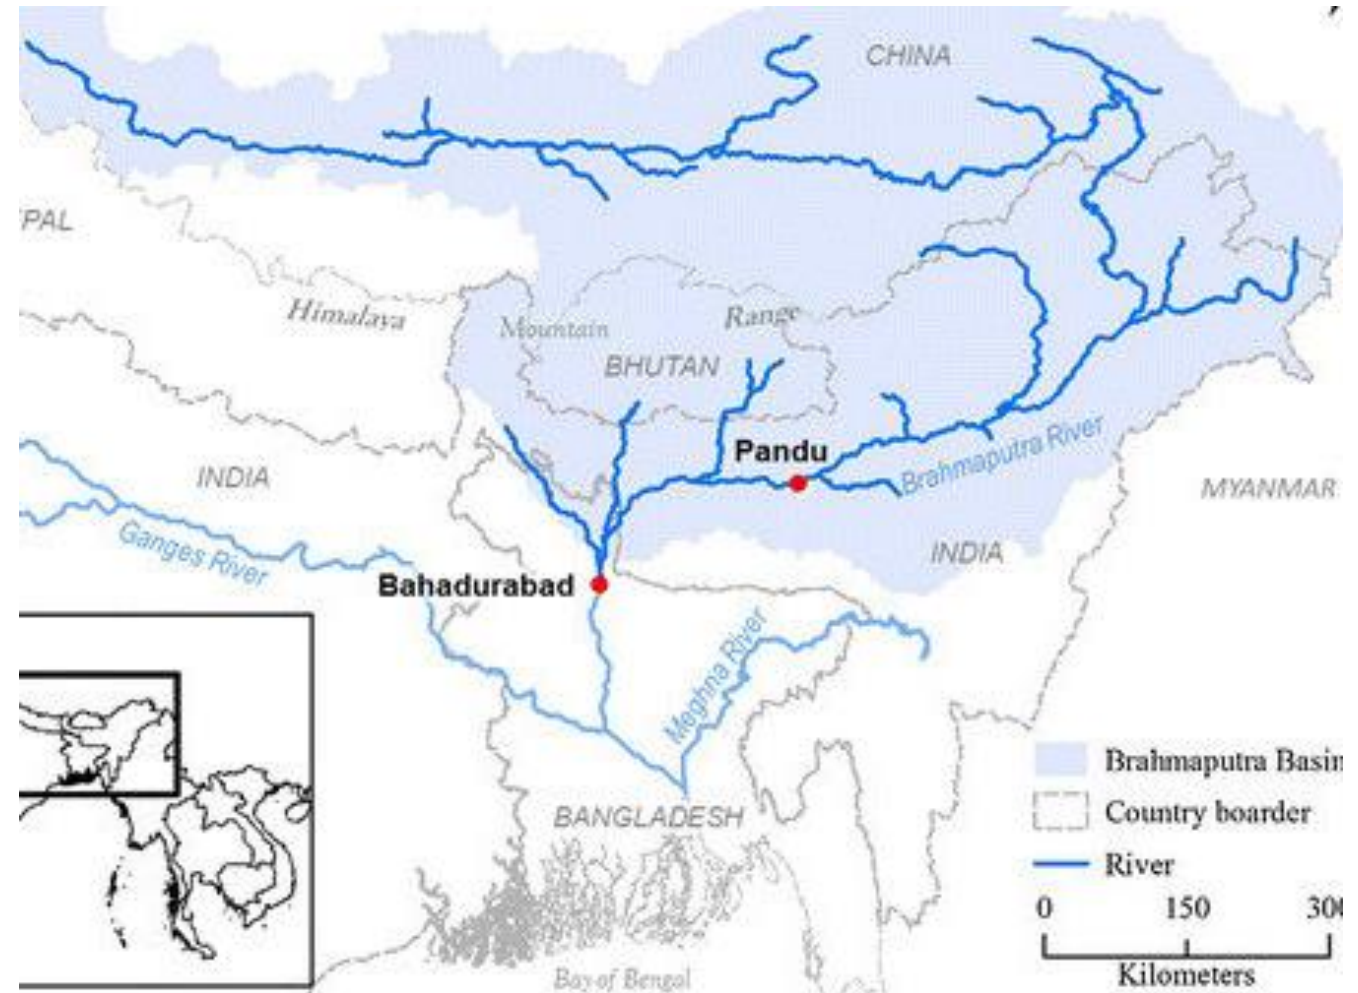 CHINA
PAL
Himalaya
Mountain
Range
BHUTAN
Pandu
Brahmaputra River
INDIA
MYANMAR
Ganges River
INDIA
Bahadurabad
Meghna River
BANGLADESH
Bay of Bengal
Brahmaputra Basin
Country boarder
River
0 150 300
Kilometers